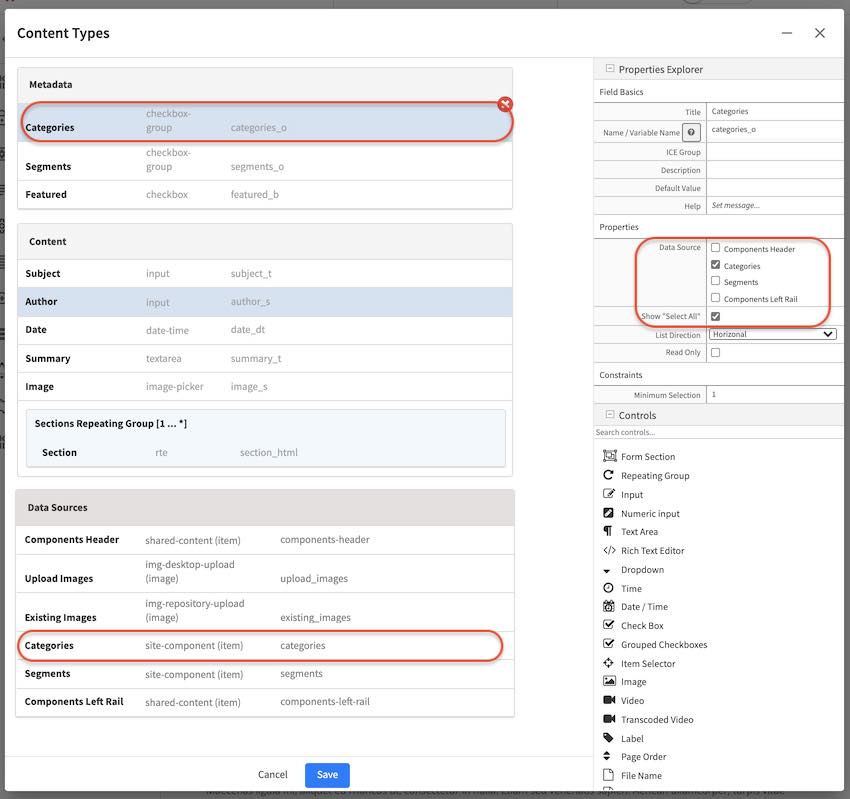 Content Types
Metadata
Categories checkbox-group categories_o
Segments checkbox-group segments_o
Featured checkbox featured_b
Content
Subject input subject_t
Author input author_s
Date date-time date_dt
Summary textarea summary_t
Image image-picker image_s
Sections Repeating Group [1 ... *]
Section rte section_html
Data Sources
Components Header shared-content (item) components-header
Upload Images img-desktop-upload (image) upload_images
Existing Images img-repository-upload (image) existing_images
Categories site-component (item) categories
Segments site-component (item) segments
Components Left Rail shared-content (item) components-left-rail
Cancel Save
Properties Explorer
Field Basics
Title Categories
Name / Variable Name ? categories_o
ICE Group
Description
Default Value
Help Set message...
Properties
Data Source Components Header
Categories
Segments
Components Left Rail
Show "Select All"
List Direction Horizonal
Read Only
Constraints
Minimum Selection 1
Controls
Search controls...
Form Section
Repeating Group
Input
Numeric input
Text Area
Rich Text Editor
Dropdown
Time
Date / Time
Check Box
Grouped Checkboxes
Item Selector
Image
Video
Transcoded Video
Label
Page Order
File Name